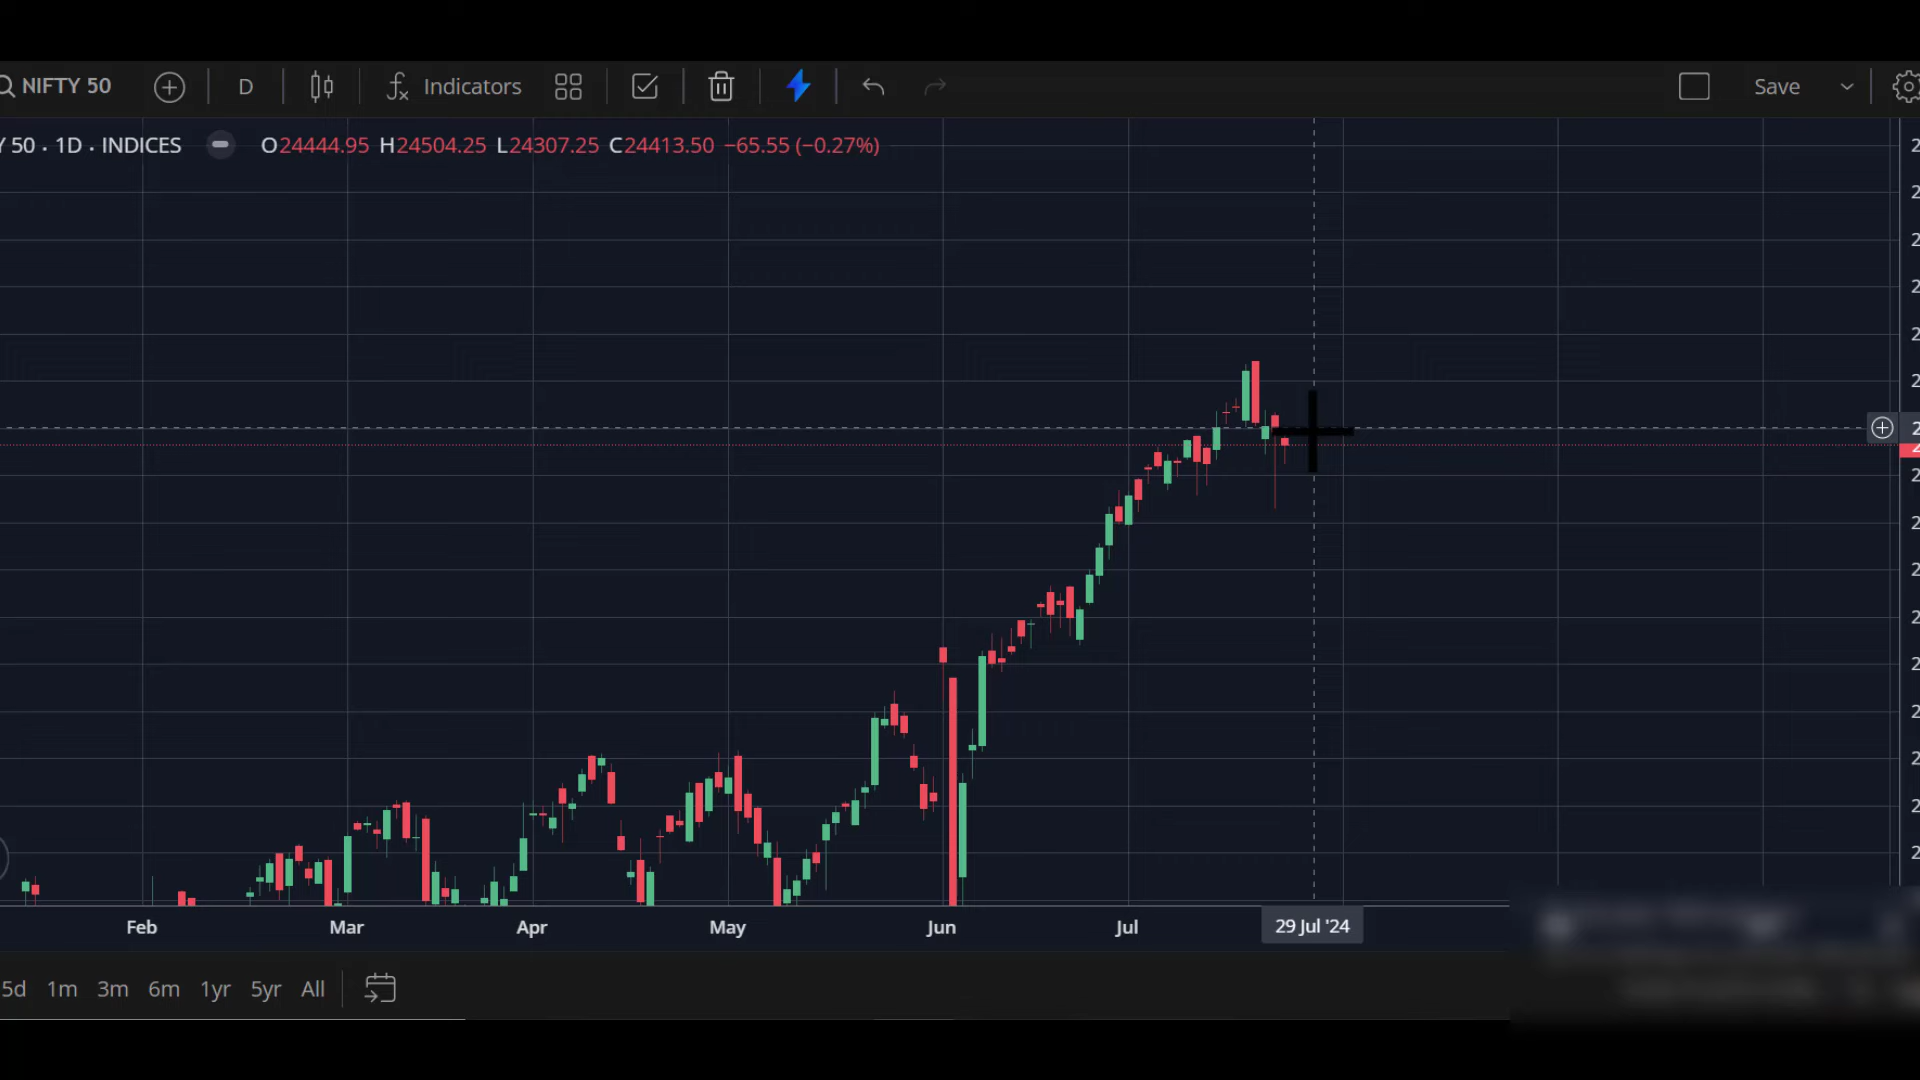 NIFTY 50 D Indicators Save
Y 50 · 1D · INDICES O24444.95 H24504.25 L24307.25 C24413.50 −65.55 (−0.27%)
Feb Mar Apr May Jun Jul 29 Jul '24
5d 1m 3m 6m 1yr 5yr All